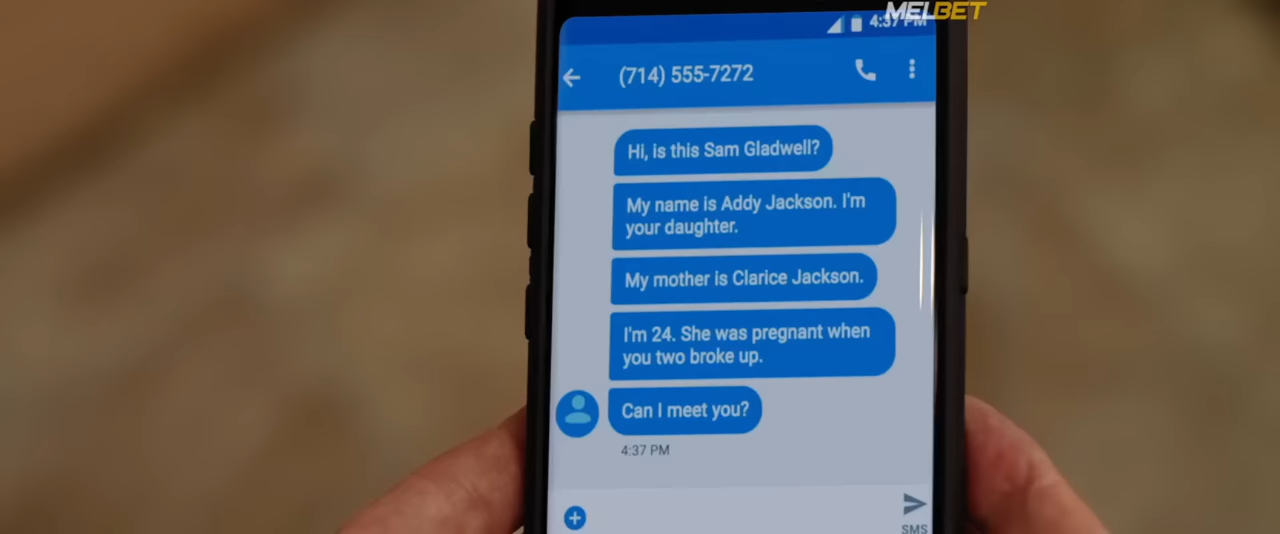 MELBET
4:37 PM
(714) 555-7272
Hi, is this Sam Gladwell?
My name is Addy Jackson. I'm
your daughter.
My mother is Clarice Jackson.
I'm 24. She was pregnant when
you two broke up.
Can I meet you?
4:37 PM
SMS